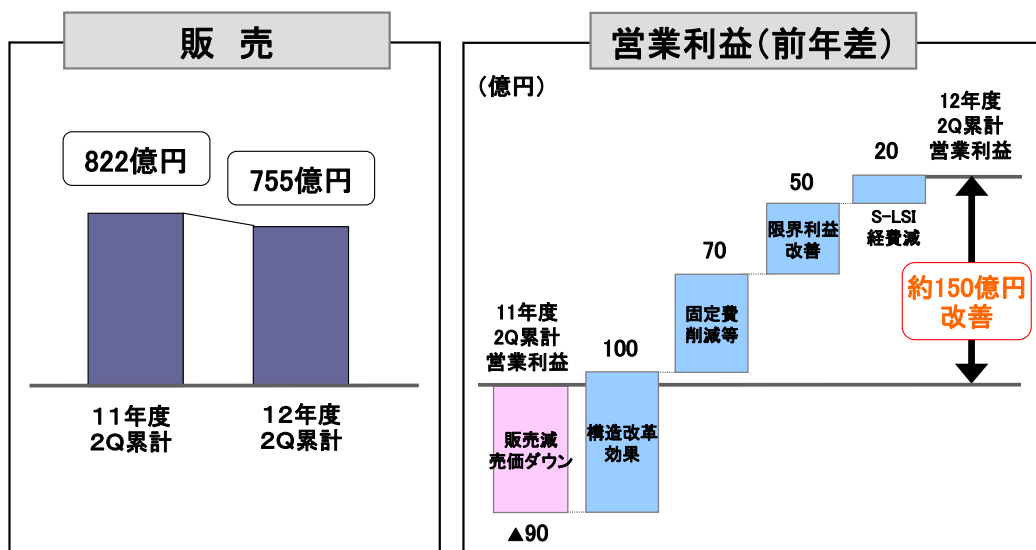 販　売
822億円
755億円
１１年度
２Q累計
１２年度
２Q累計
営業利益（前年差）
（億円）
11年度
2Q累計
営業利益
販売減
売価ダウン
▲90
100
構造改革
効果
70
固定費
削減等
50
限界利益
改善
20
S-LSI
経費減
12年度
2Q累計
営業利益
約150億円
改善